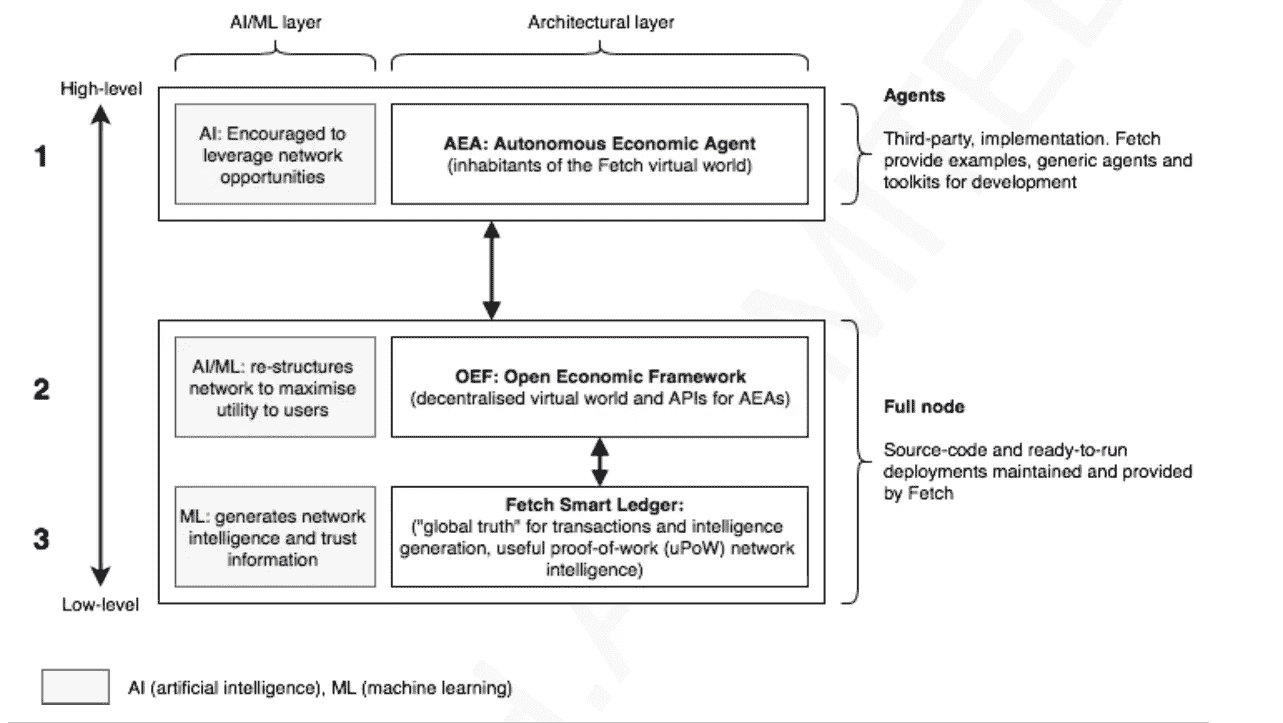 AI/ML layer
Architectural layer
High-level
1
AI: Encouraged to
leverage network
opportunities
AEA: Autonomous Economic Agent
(inhabitants of the Fetch virtual world)
Agents
Third-party, implementation. Fetch
provide examples, generic agents and
toolkits for development
2
AI/ML: re-structures
network to maximise
utility to users
OEF: Open Economic Framework
(decentralised virtual world and APIs for AEAs)
Full node
Source-code and ready-to-run
deployments maintained and provided
by Fetch
3
ML: generates network
intelligence and trust
information
Fetch Smart Ledger:
("global truth" for transactions and intelligence
generation, useful proof-of-work (uPoW) network
intelligence)
Low-level
AI (artificial intelligence), ML (machine learning)